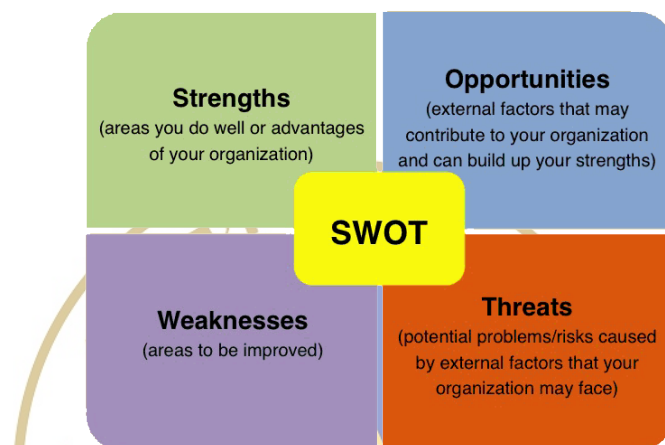 Strengths
(areas you do well or advantages
of your organization)
Opportunities
(external factors that may
contribute to your organization
and can build up your strengths)
SWOT
Weaknesses
(areas to be improved)
Threats
(potential problems/risks caused
by external factors that your
organization may face)